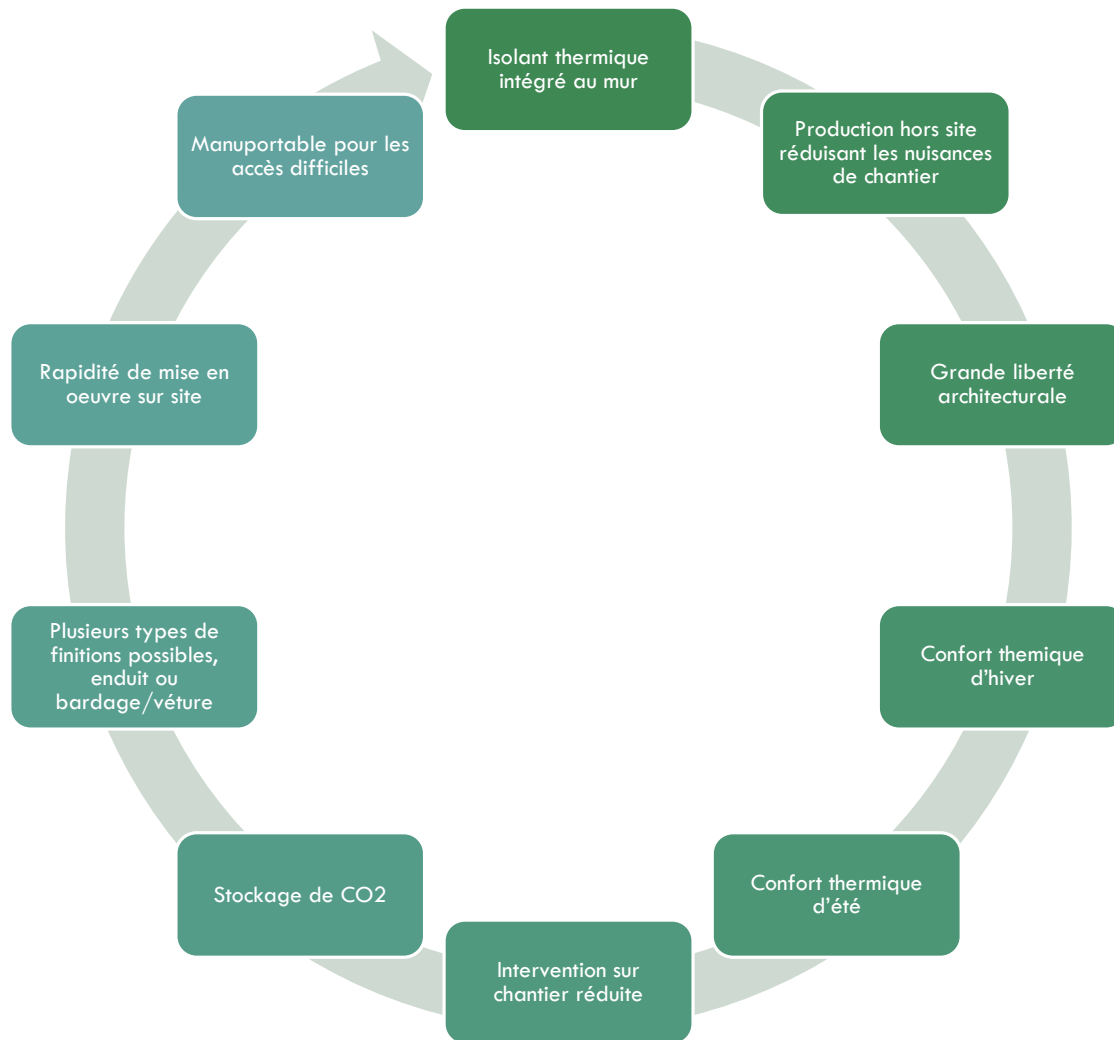 Isolant thermique
intégré au mur
Production hors site
réduisant les nuisances
de chantier
Grande liberté
architecturale
Confort themique
d'hiver
Confort thermique
d'été
Intervention sur
chantier réduite
Stockage de CO2
Plusieurs types de
finitions possibles,
enduit ou
bardage/véture
Rapidité de mise en
oeuvre sur site
Manuportable pour les
accès difficiles